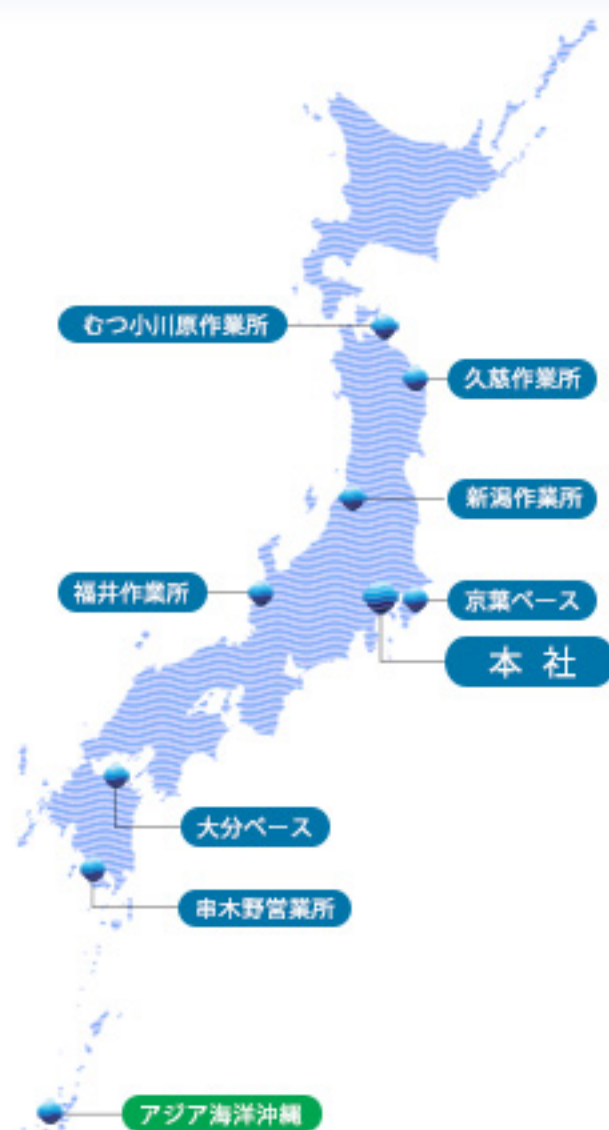 むつ小川原作業所
久慈作業所
新潟作業所
福井作業所
京葉ベース
本 社
大分ベース
串木野営業所
アジア海洋沖縄